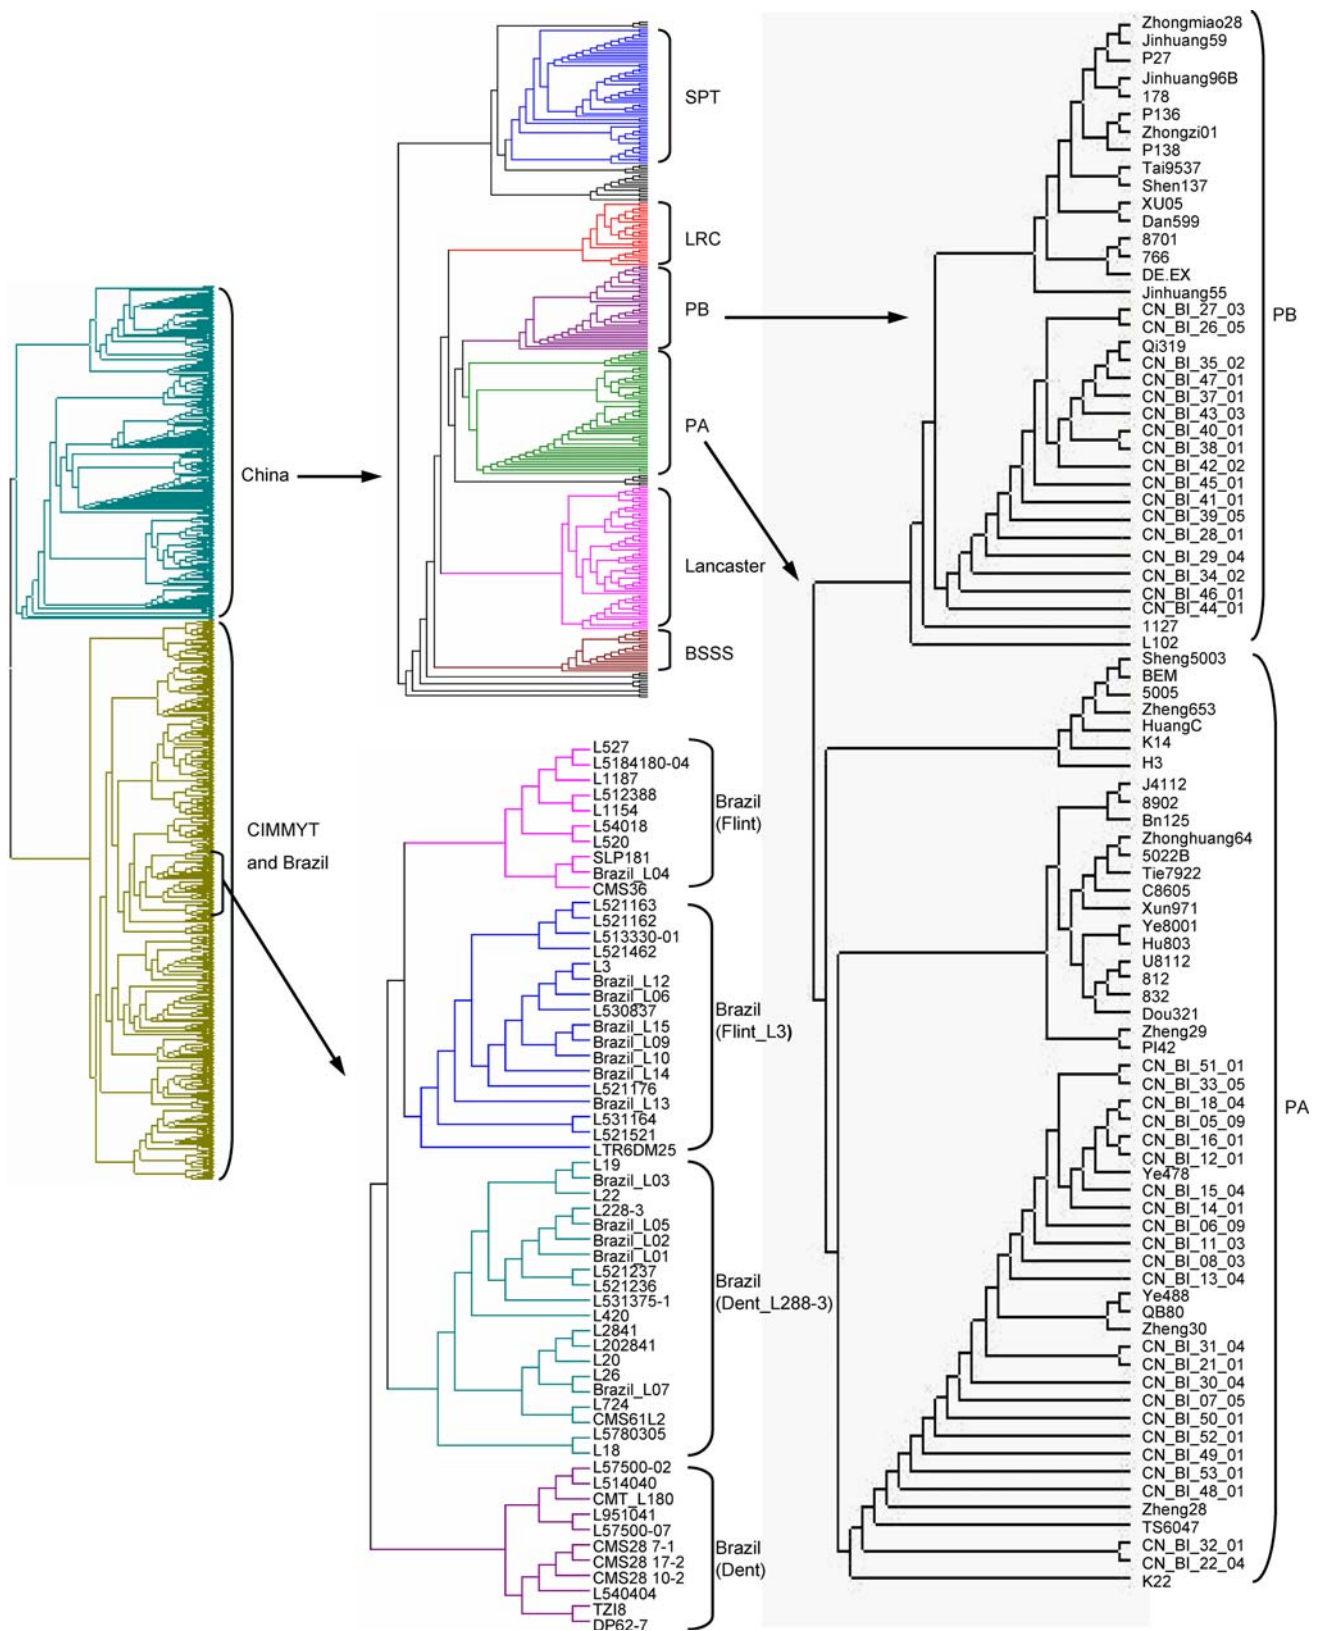 China
CIMMYT
and Brazil
SPT
LRC
PB
PA
Lancaster
BSSS
L527
L5184180-04
L1187
L512388
L1154
L54018
L520
SLP181
Brazil_L04
CMS36
Brazil
(Flint)
L521163
L521162
L513330-01
L521462
L3
Brazil_L12
Brazil_L06
L530837
Brazil_L15
Brazil_L09
Brazil_L10
Brazil_L14
L521176
Brazil_L13
L531164
L521521
LTR6DM25
Brazil
(Flint_L3)
L19
Brazil_L03
L22
L228-3
Brazil_L05
Brazil_L02
Brazil_L01
L521237
L521236
L531375-1
L420
L2841
L202841
L20
L26
Brazil_L07
L724
CMS61L2
L5780305
L18
Brazil
(Dent_L288-3)
L57500-02
L514040
CMT_L180
L951041
L57500-07
CMS28 7-1
CMS28 17-2
CMS28 10-2
L540404
TZI8
DP62-7
Brazil
(Dent)
Zhongmiao28
Jinhuang59
P27
Jinhuang96B
178
P136
Zhongzi01
P138
Tai9537
Shen137
XU05
Dan599
8701
766
DE.EX
Jinhuang55
CN_BI_27_03
CN_BI_26_05
Qi319
CN_BI_35_02
CN_BI_47_01
CN_BI_37_01
CN_BI_43_03
CN_BI_40_01
CN_BI_38_01
CN_BI_42_02
CN_BI_45_01
CN_BI_41_01
CN_BI_39_05
CN_BI_28_01
CN_BI_29_04
CN_BI_34_02
CN_BI_46_01
CN_BI_44_01
1127
L102
PB
Sheng5003
BEM
5005
Zheng653
HuangC
K14
H3
J4112
8902
Bn125
Zhonghuang64
5022B
Tie7922
C8605
Xun971
Ye8001
Hu803
U8112
812
832
Dou321
Zheng29
PI42
CN_BI_51_01
CN_BI_33_05
CN_BI_18_04
CN_BI_05_09
CN_BI_16_01
CN_BI_12_01
Ye478
CN_BI_15_04
CN_BI_14_01
CN_BI_06_09
CN_BI_11_03
CN_BI_08_03
CN_BI_13_04
Ye488
QB80
Zheng30
CN_BI_31_04
CN_BI_21_01
CN_BI_30_04
CN_BI_07_05
CN_BI_50_01
CN_BI_52_01
CN_BI_49_01
CN_BI_53_01
CN_BI_48_01
Zheng28
TS6047
CN_BI_32_01
CN_BI_22_04
K22
PA